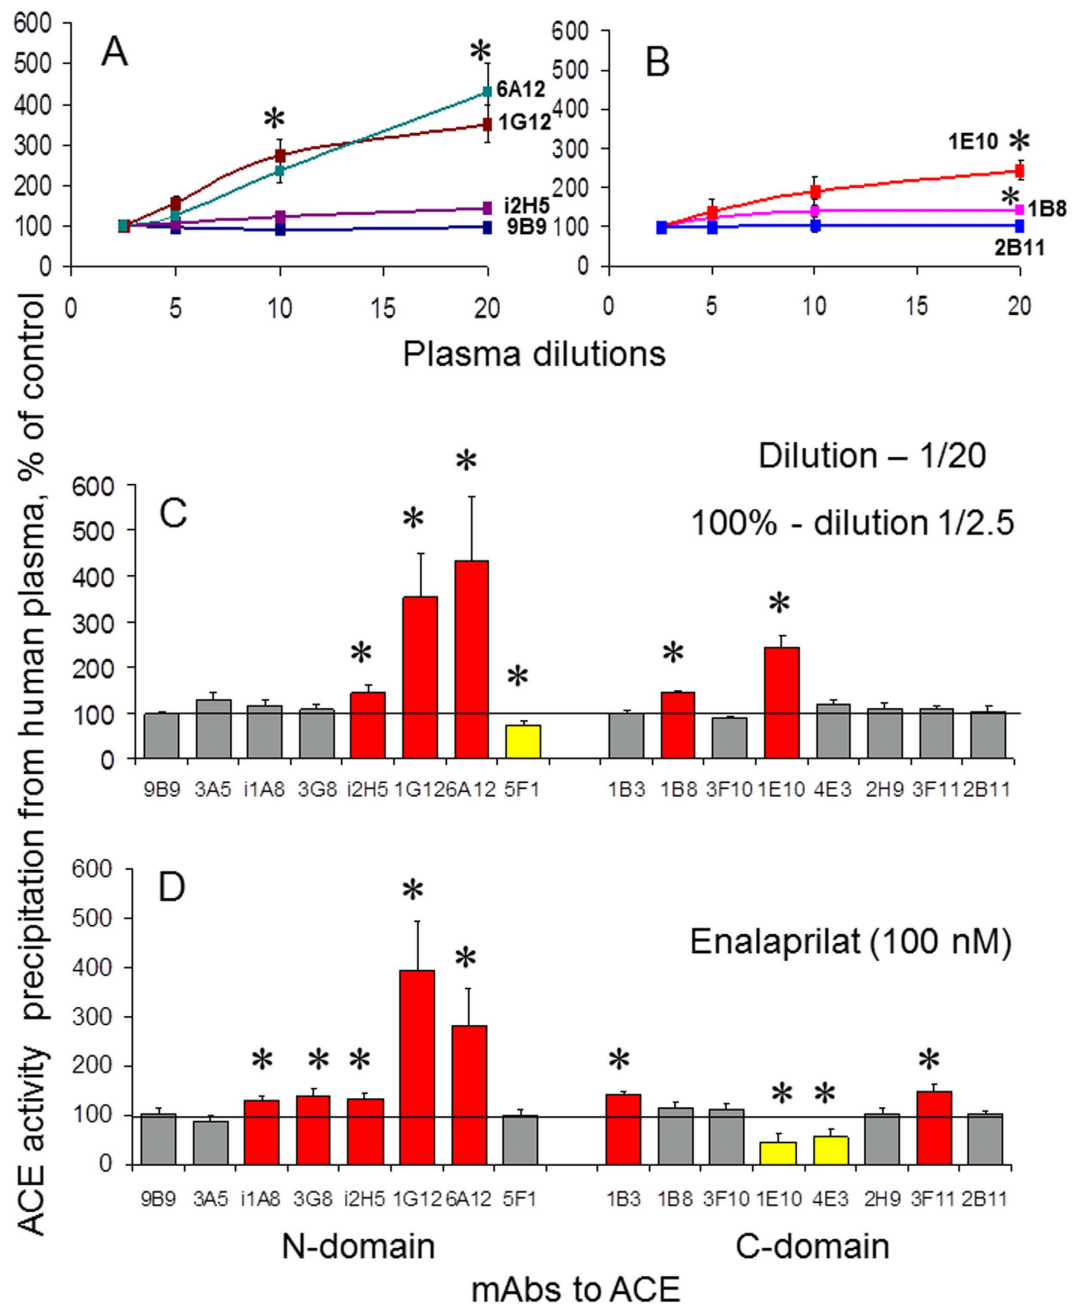 600
500
400
300
200
100
0
A
*
*
6A12
1G12
i2H5
9B9
0 5 10 15 20
600
500
400
300
200
100
0
B
1E10 *
*
1B8
2B11
0 5 10 15 20
Plasma dilutions
ACE activity precipitation from human plasma, % of control
Dilution – 1/20
100% - dilution 1/2.5
600
500
400
300
200
100
0
C
* * * * * *
9B9 3A5 i1A8 3G8 i2H5 1G12 6A12 5F1 1B3 1B8 3F10 1E10 4E3 2H9 3F11 2B11
600
500
400
300
200
100
0
D
Enalaprilat (100 nM)
* * * * * * * * *
9B9 3A5 i1A8 3G8 i2H5 1G12 6A12 5F1 1B3 1B8 3F10 1E10 4E3 2H9 3F11 2B11
N-domain C-domain
mAbs to ACE